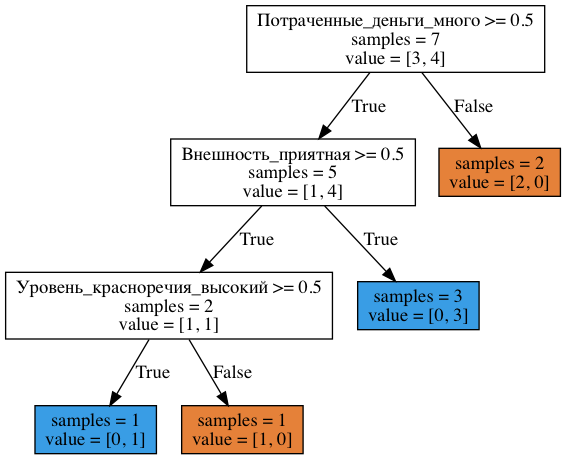 Потраченные_деньги_много >= 0.5
samples = 7
value = [3, 4]
True
False
Внешность_приятная >= 0.5
samples = 5
value = [1, 4]
samples = 2
value = [2, 0]
True
True
Уровень_красноречия_высокий >= 0.5
samples = 2
value = [1, 1]
samples = 3
value = [0, 3]
True
False
samples = 1
value = [0, 1]
samples = 1
value = [1, 0]